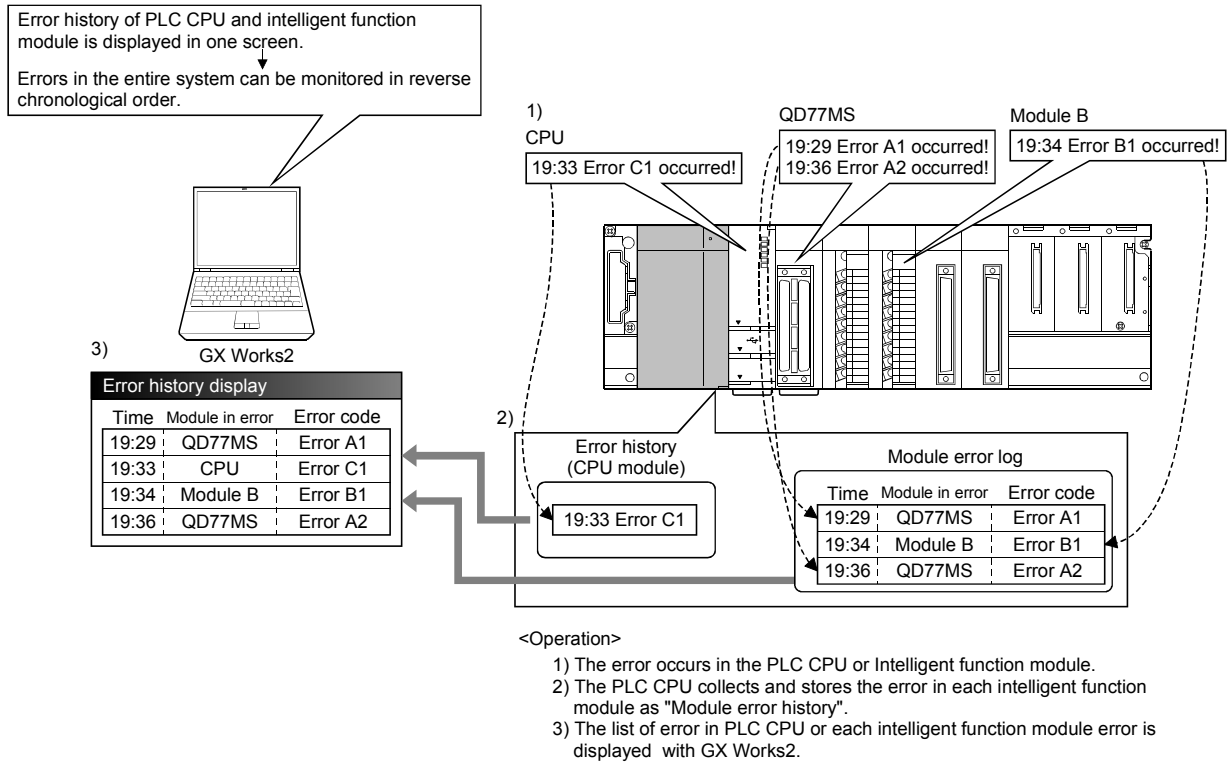 Error history of PLC CPU and intelligent function
module is displayed in one screen.
Errors in the entire system can be monitored in reverse
chronological order.
1)
CPU
19:33 Error C1 occurred!
QD77MS
19:29 Error A1 occurred!
19:36 Error A2 occurred!
Module B
19:34 Error B1 occurred!
GX Works2
3)
Error history display
Time Module in error Error code
19:29 QD77MS Error A1
19:33 CPU Error C1
19:34 Module B Error B1
19:36 QD77MS Error A2
2)
Error history
(CPU module)
19:33 Error C1
Module error log
Time Module in error Error code
19:29 QD77MS Error A1
19:34 Module B Error B1
19:36 QD77MS Error A2
<Operation>
1) The error occurs in the PLC CPU or Intelligent function module.
2) The PLC CPU collects and stores the error in each intelligent function
module as "Module error history".
3) The list of error in PLC CPU or each intelligent function module error is
displayed with GX Works2.